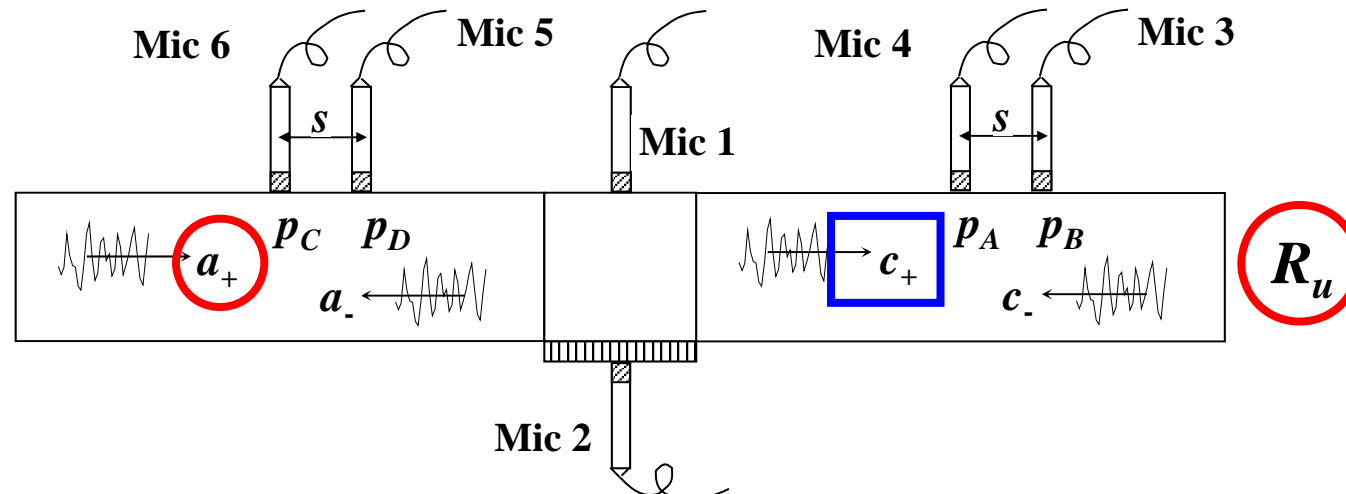 Mic 6
Mic 5
Mic 4
Mic 3
s
s
Mic 1
p_C
p_D
p_A
p_B
a_+
c_+
R_u
a_-
c_-
Mic 2